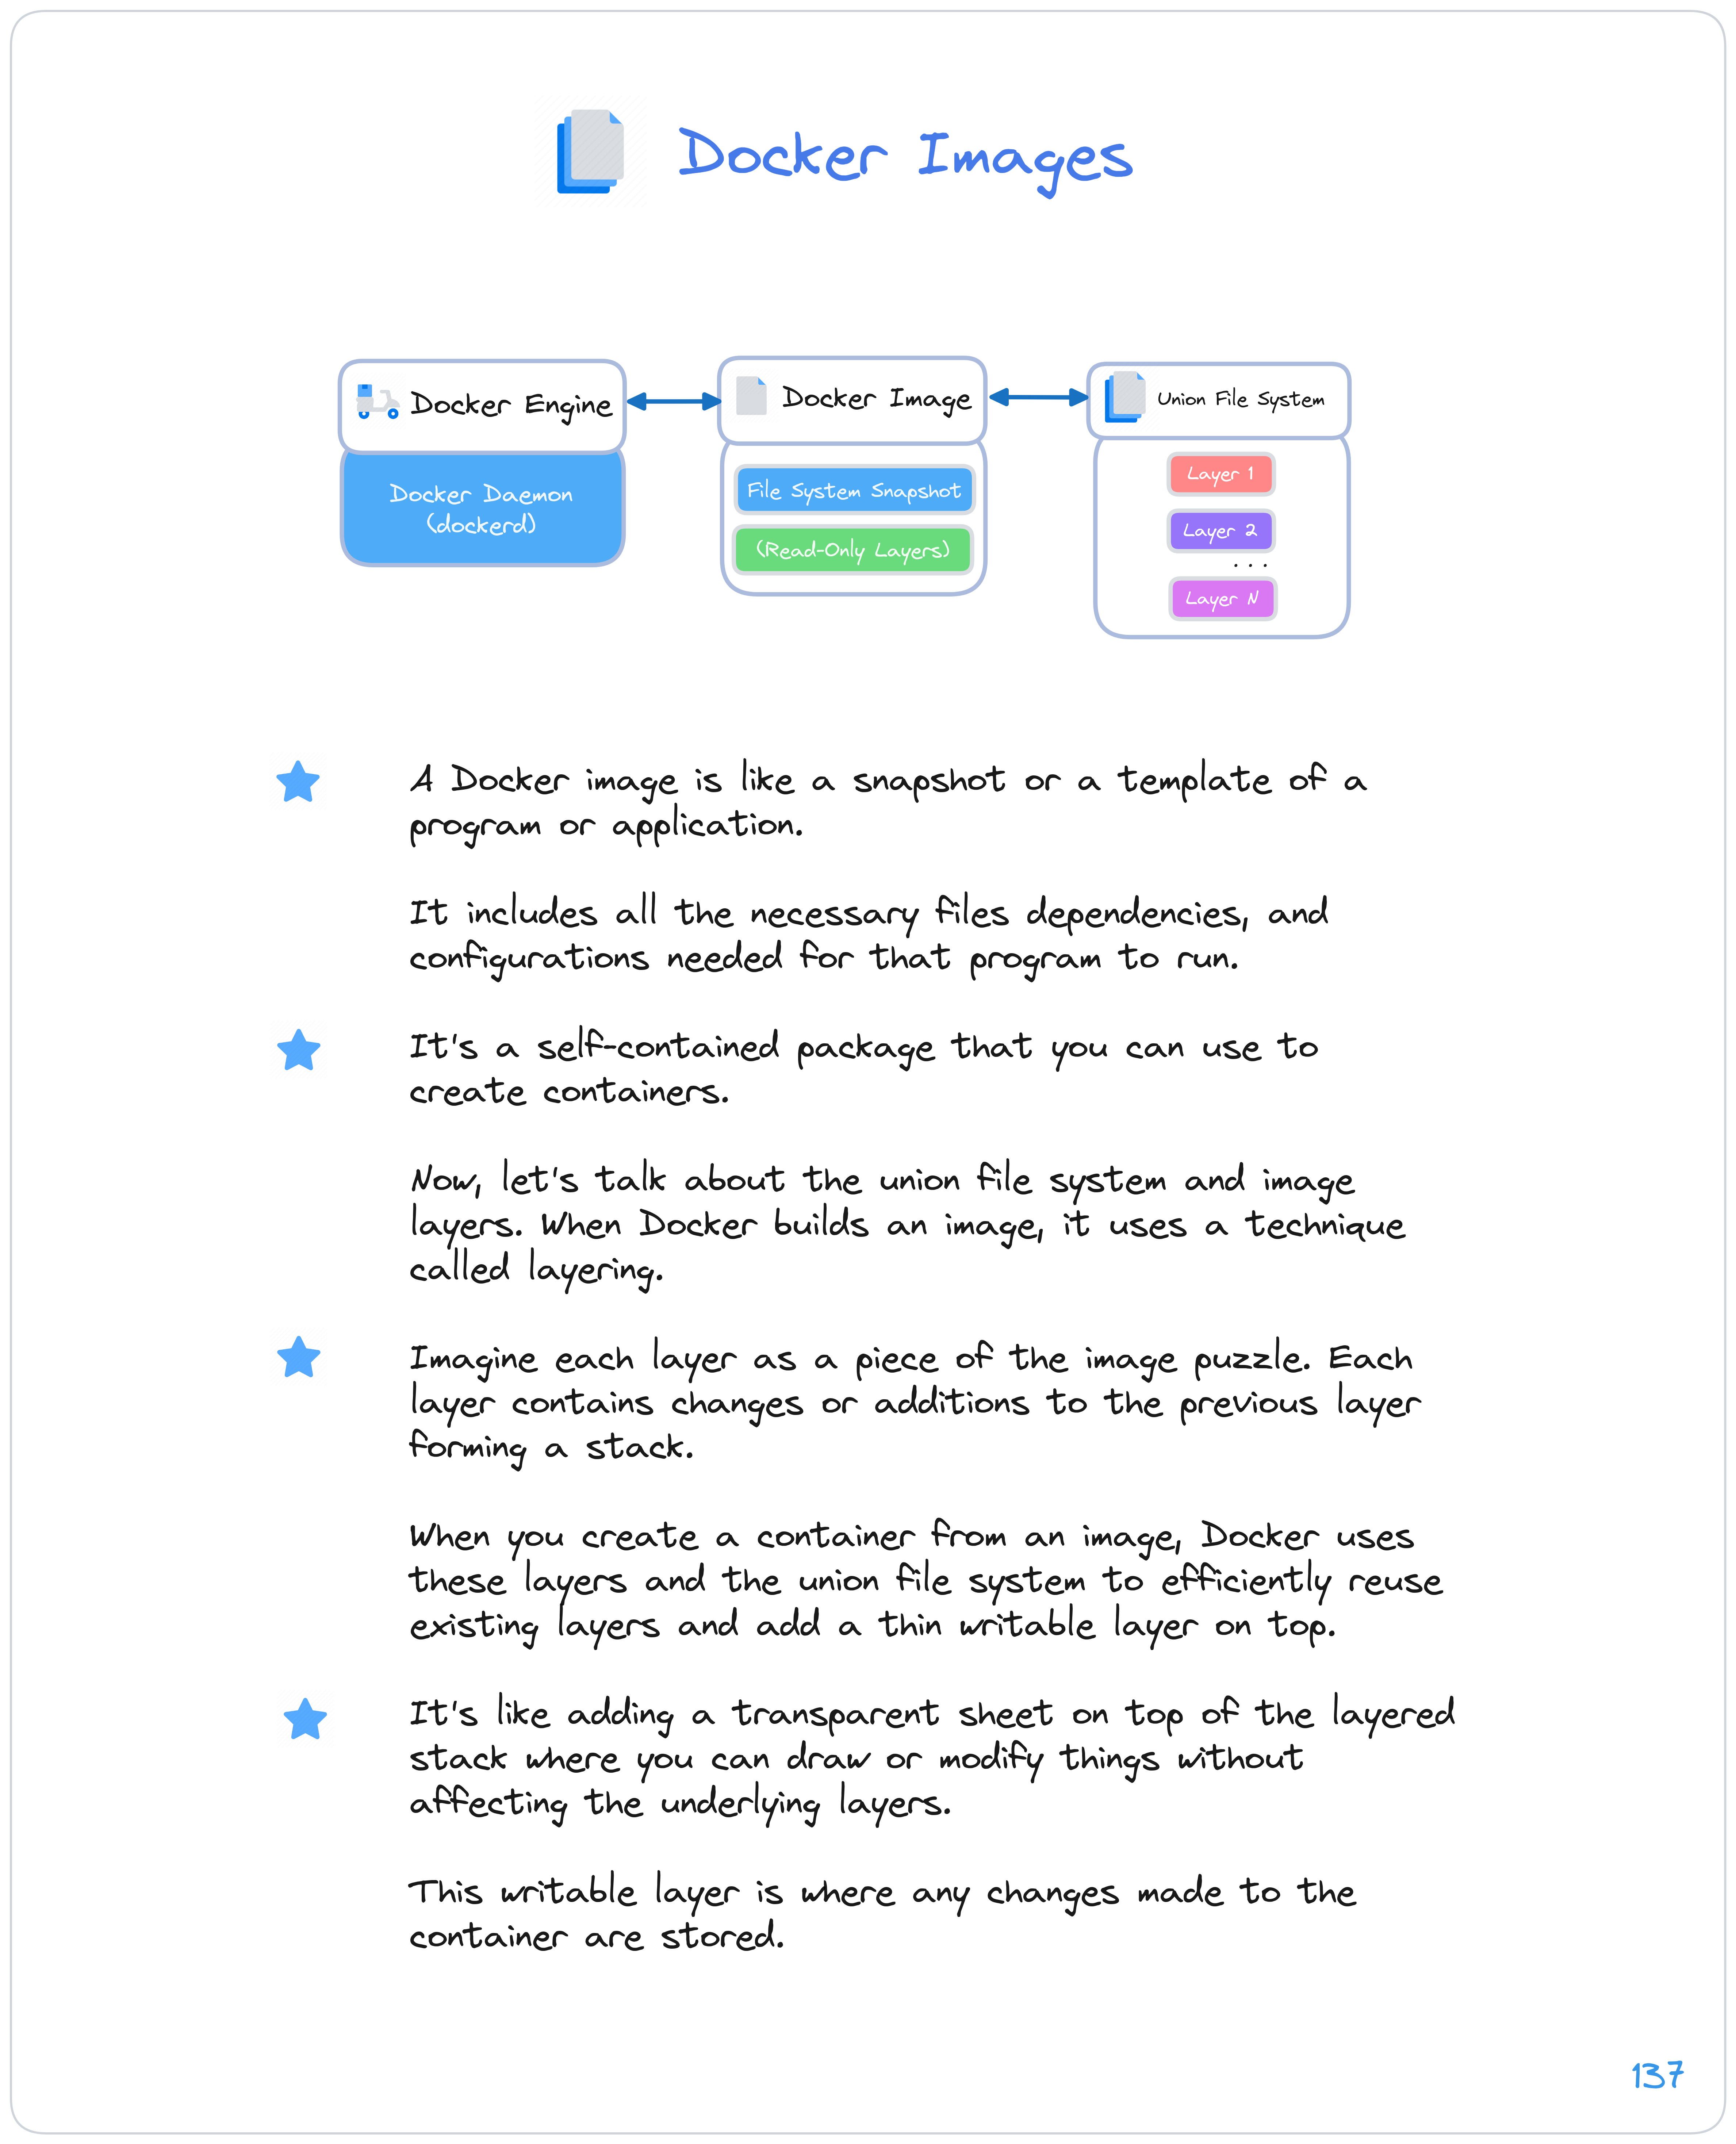 Docker Images
Docker Engine
Docker Daemon
(dockerd)
Docker Image
File System Snapshot
(Read-Only Layers)
Union File System
Layer 1
Layer 2
...
Layer N
A Docker image is like a snapshot or a template of a
program or application.
It includes all the necessary files dependencies, and
configurations needed for that program to run.
It's a self-contained package that you can use to
create containers.
Now, let's talk about the union file system and image
layers. When Docker builds an image, it uses a technique
called layering.
Imagine each layer as a piece of the image puzzle. Each
layer contains changes or additions to the previous layer
forming a stack.
When you create a container from an image, Docker uses
these layers and the union file system to efficiently reuse
existing layers and add a thin writable layer on top.
It's like adding a transparent sheet on top of the layered
stack where you can draw or modify things without
affecting the underlying layers.
This writable layer is where any changes made to the
container are stored.
137